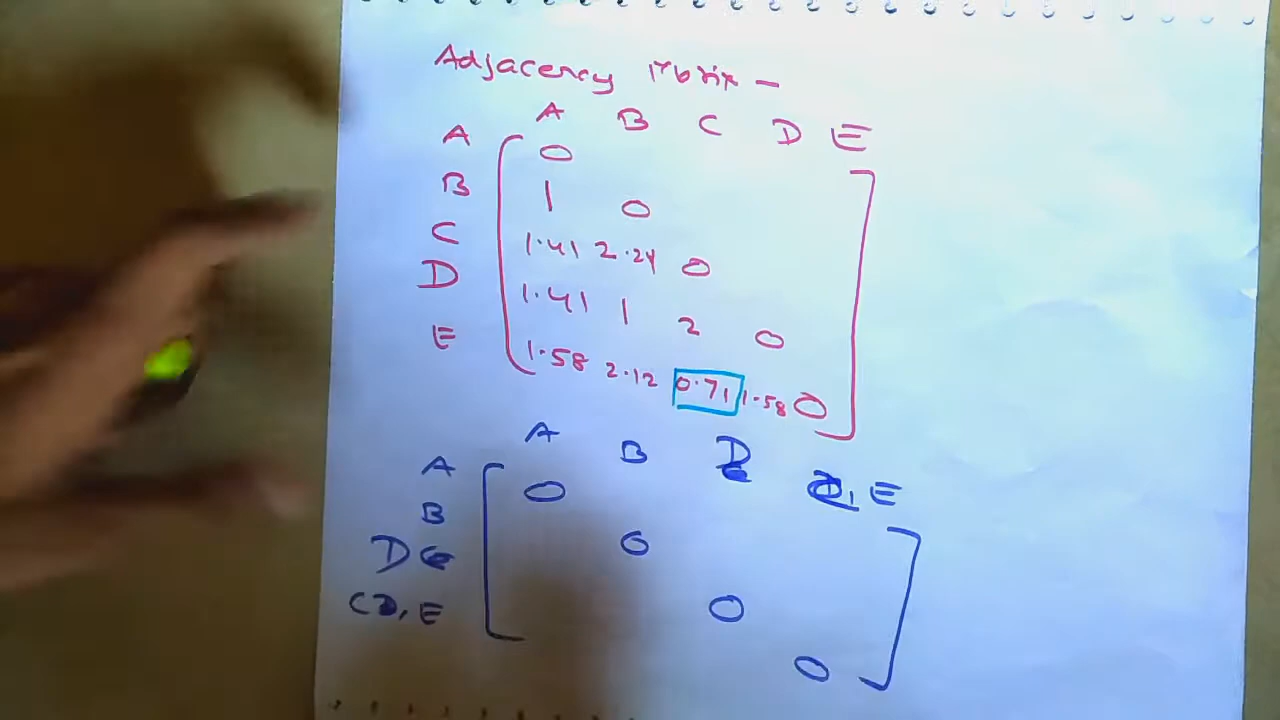 Adjacency
A B C D E
A 0
B 1 0
C 1.41 2.24 0
D 1.41 1 2 0
E 1.58 2.12 0.71 1.58 0
A B D , E
A 0
B 0
D 0
C , E 0